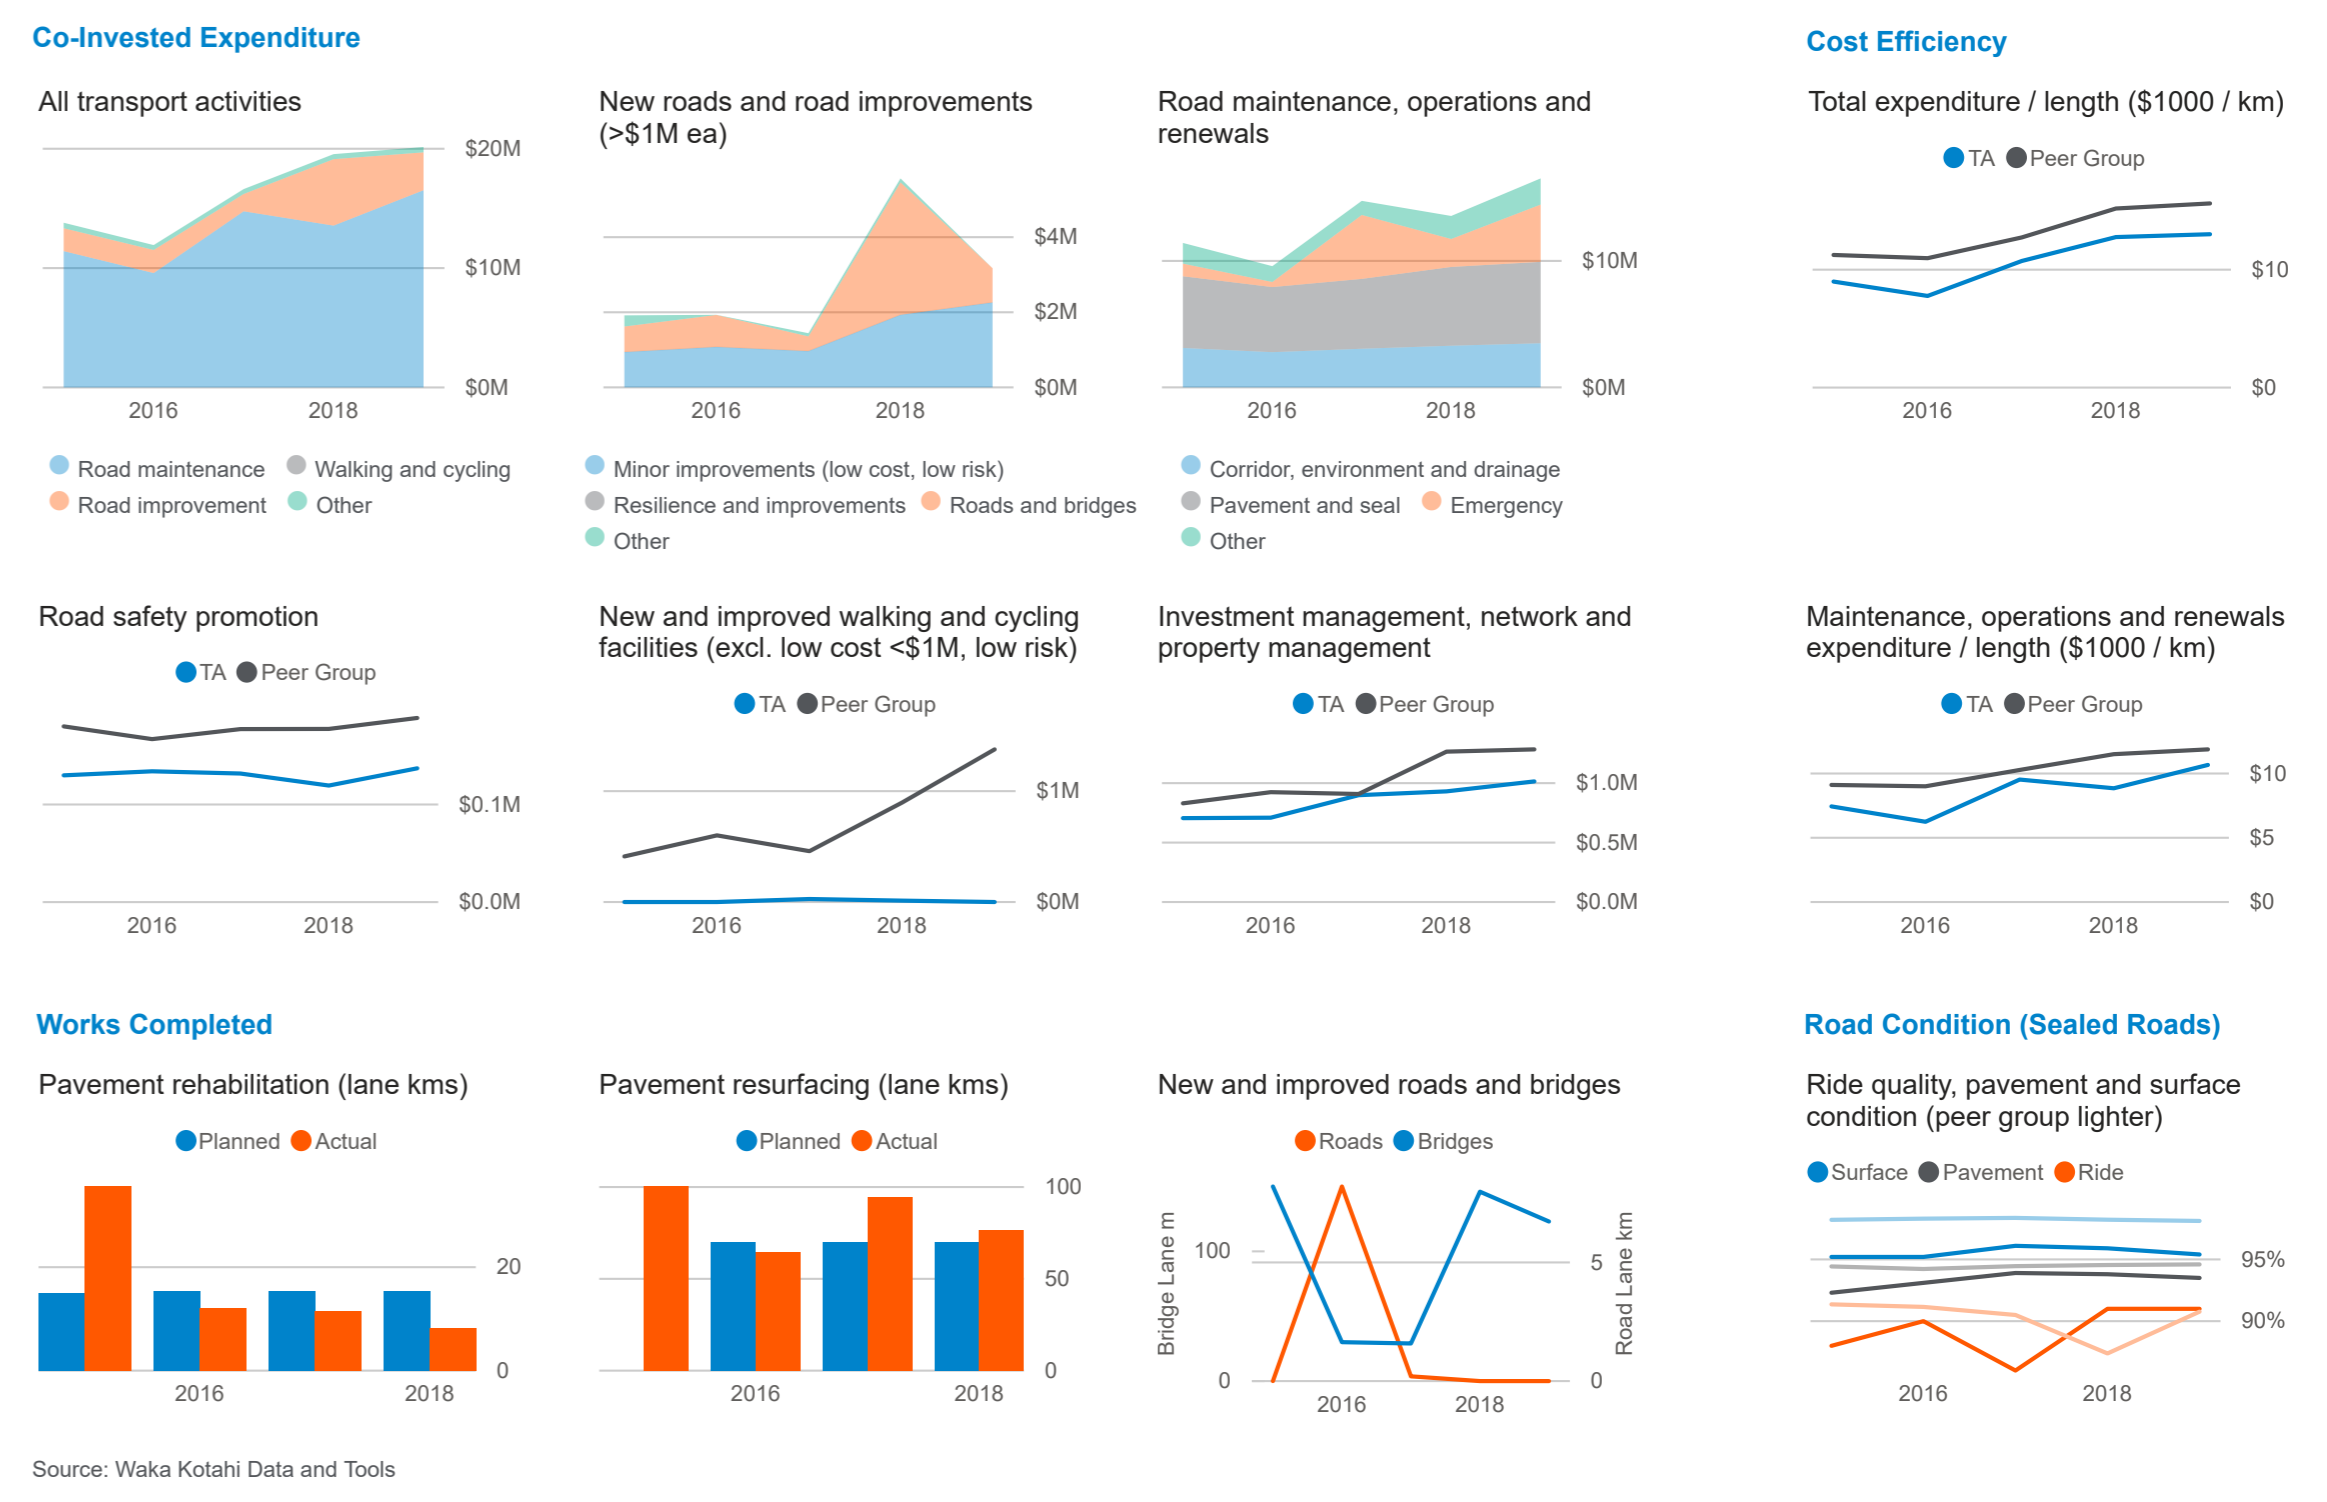 Co-Invested Expenditure
Cost Efficiency
All transport activities
$20M
$10M
$0M
2016 2018
Road maintenance Walking and cycling
Road improvement Other
New roads and road improvements
(>$1M ea)
$4M
$2M
$0M
2016 2018
Minor improvements (low cost, low risk)
Resilience and improvements Roads and bridges
Other
Road maintenance, operations and
renewals
$10M
$0M
2016 2018
Corridor, environment and drainage
Pavement and seal Emergency
Other
Total expenditure / length ($1000 / km)
TA Peer Group
$10
$0
2016 2018
Road safety promotion
TA Peer Group
$0.1M
$0.0M
2016 2018
New and improved walking and cycling
facilities (excl. low cost <$1M, low risk)
TA Peer Group
$1M
$0M
2016 2018
Investment management, network and
property management
TA Peer Group
$1.0M
$0.5M
$0.0M
2016 2018
Maintenance, operations and renewals
expenditure / length ($1000 / km)
TA Peer Group
$10
$5
$0
2016 2018
Works Completed
Road Condition (Sealed Roads)
Pavement rehabilitation (lane kms)
Planned Actual
20
0
2016 2018
Pavement resurfacing (lane kms)
Planned Actual
100
50
0
2016 2018
New and improved roads and bridges
Roads Bridges
Bridge Lane m
100
0
5
0
Road Lane km
2016 2018
Ride quality, pavement and surface
condition (peer group lighter)
Surface Pavement Ride
95%
90%
2016 2018
Source: Waka Kotahi Data and Tools